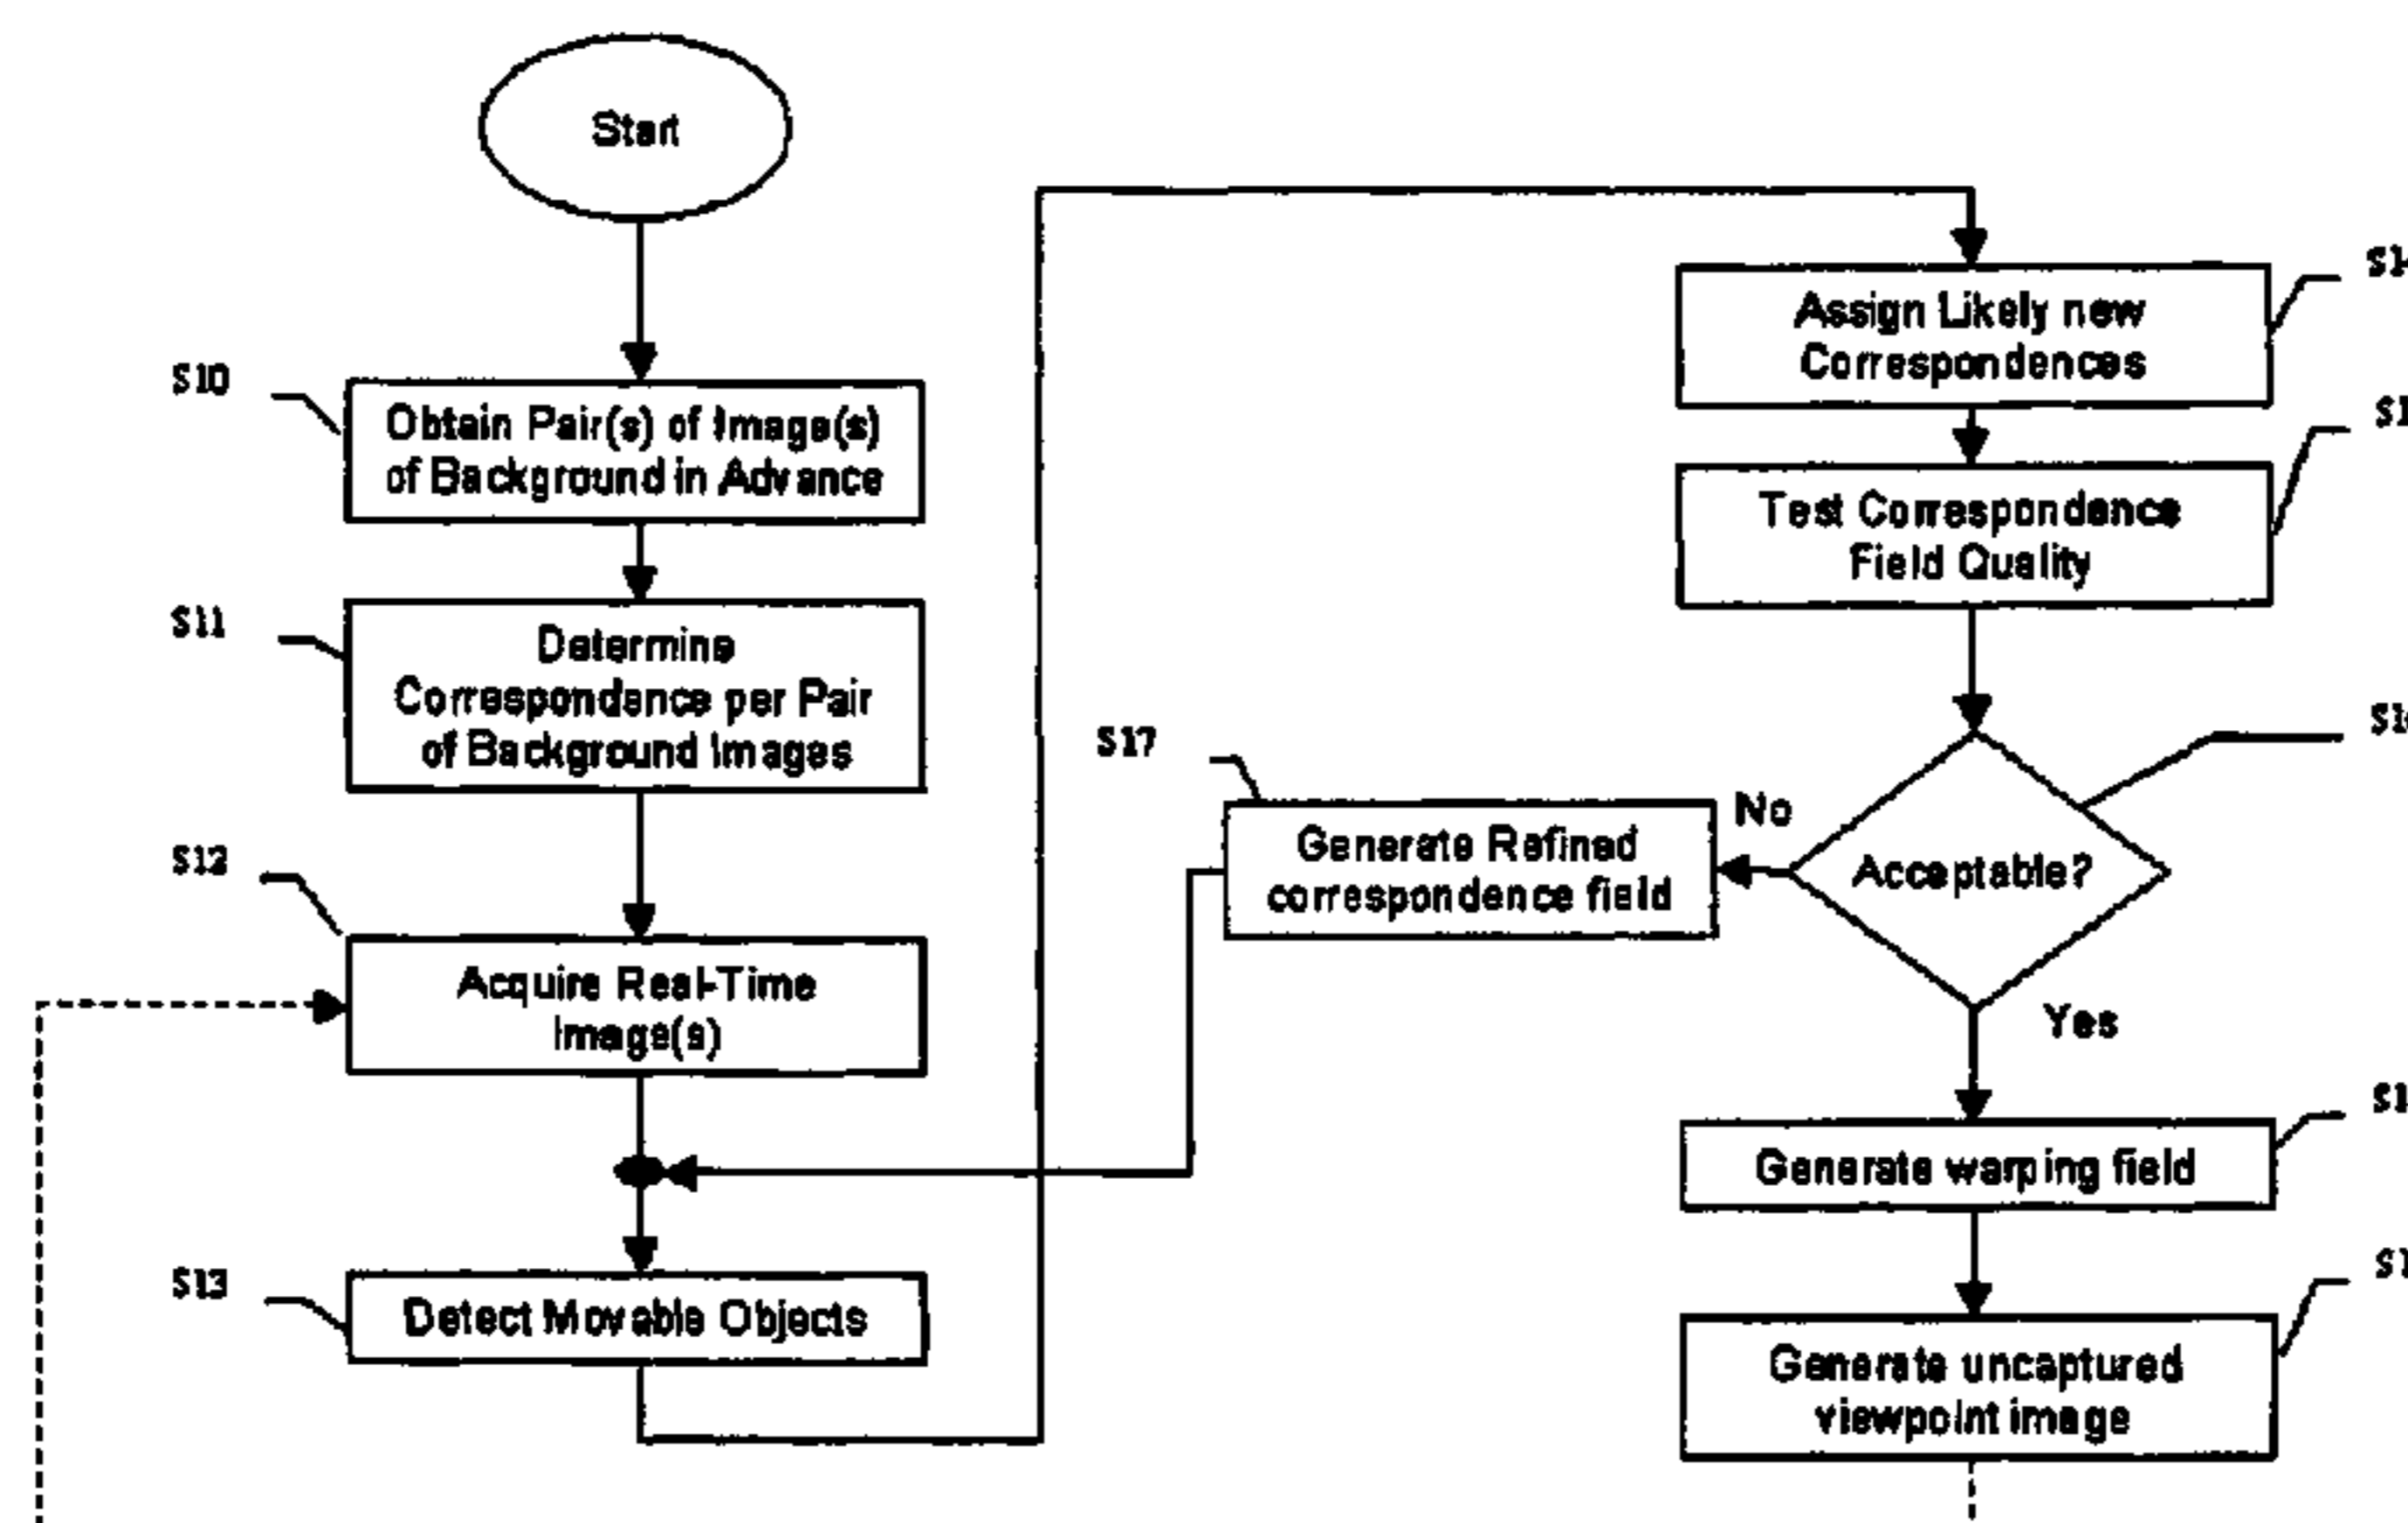 Start
S10
Obtain Pair(s) of Image(s)
of Background in Advance
S11
Determine
Correspondence per Pair
of Background Images
S12
Acquire Real-Time
Image(s)
S13
Detect Movable Objects
Assign Likely new
Correspondences
Test Correspondence
Field Quality
S17
Generate Refined
correspondence field
No
Acceptable?
Yes
Generate warping field
Generate uncaptured
viewpoint image